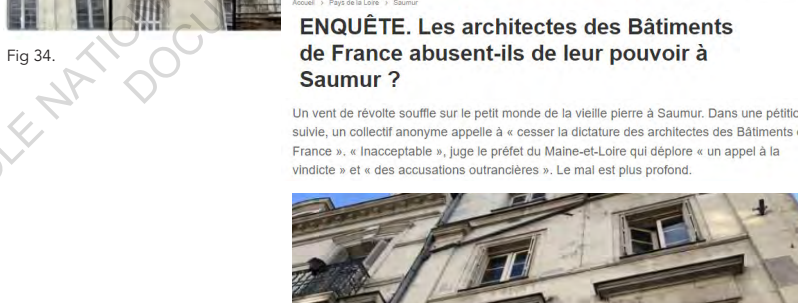 Accueil > Pays de la Loire > Saumur
ENQUÊTE. Les architectes des Bâtiments
de France abusent-ils de leur pouvoir à
Saumur ?
Fig 34.
Un vent de révolte souffle sur le petit monde de la vieille pierre à Saumur. Dans une pétitio
suivie, un collectif anonyme appelle à « cesser la dictature des architectes des Bâtiments
France ». « Inacceptable », juge le préfet du Maine-et-Loire qui déplore « un appel à la
vindicte » et « des accusations outrancières ». Le mal est plus profond.